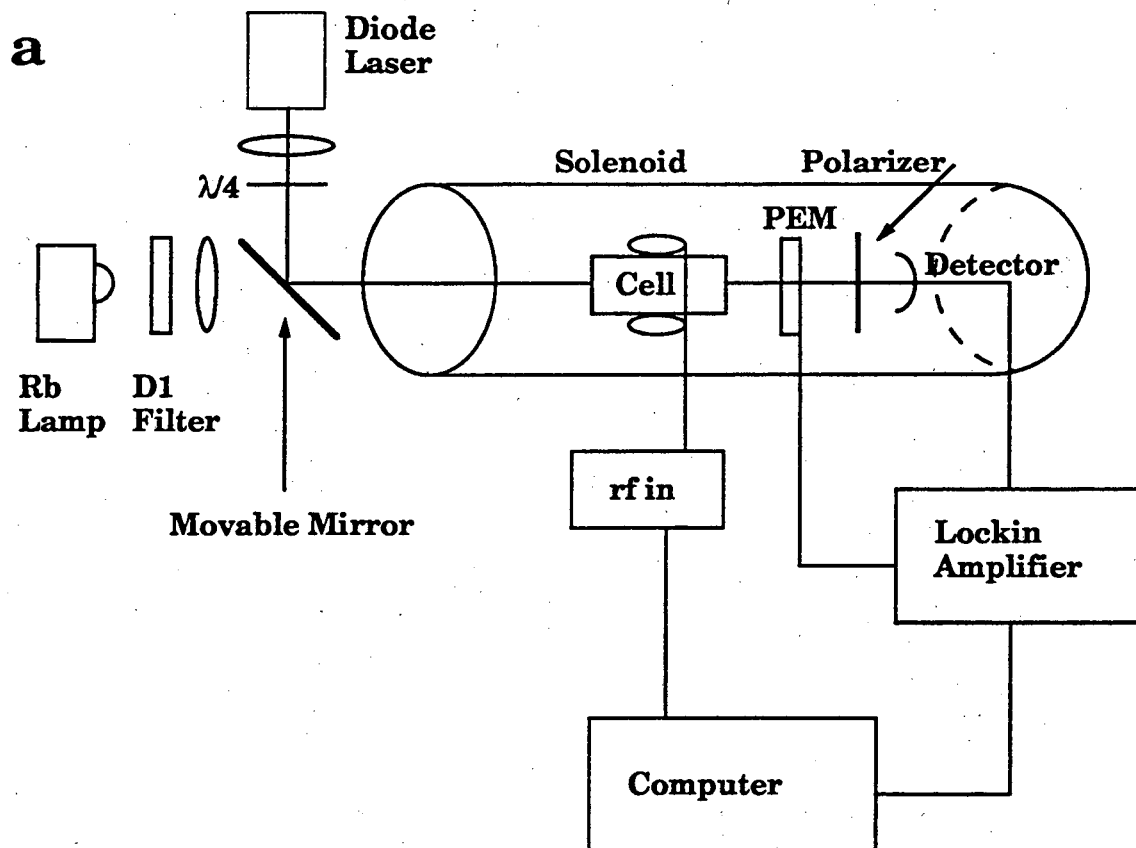 a
Diode
Laser
λ/4
Solenoid
Polarizer
PEM
Cell
Detector
Rb
Lamp
D1
Filter
Movable Mirror
rf in
Lockin
Amplifier
Computer